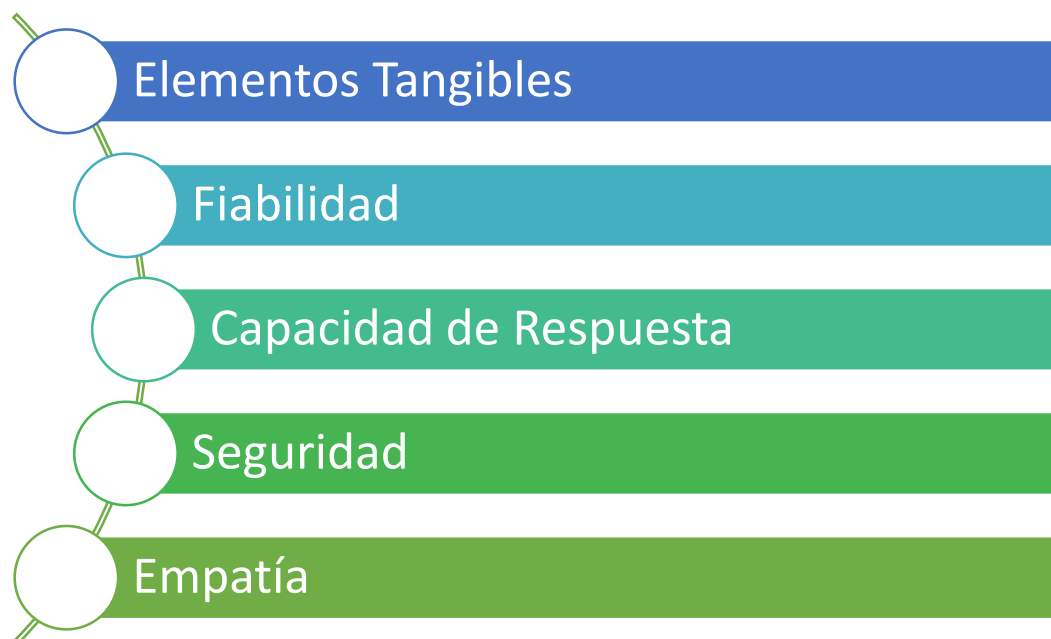 Elementos Tangibles
Fiabilidad
Capacidad de Respuesta
Seguridad
Empatía